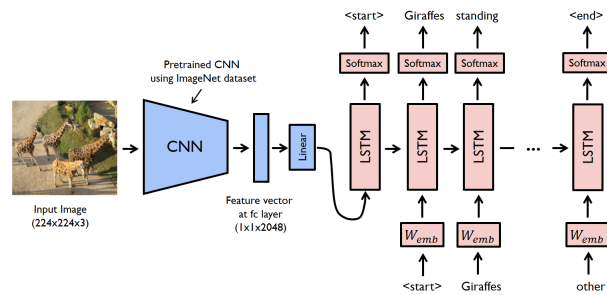 <start> Giraffes standing <end>
Softmax Softmax Softmax Softmax
Pretrained CNN
using ImageNet dataset
CNN
Linear
LSTM LSTM LSTM ... LSTM
Feature vector
at fc layer
(1x1x2048)
Input Image
(224x224x3)
W_emb W_emb W_emb
<start> Giraffes other